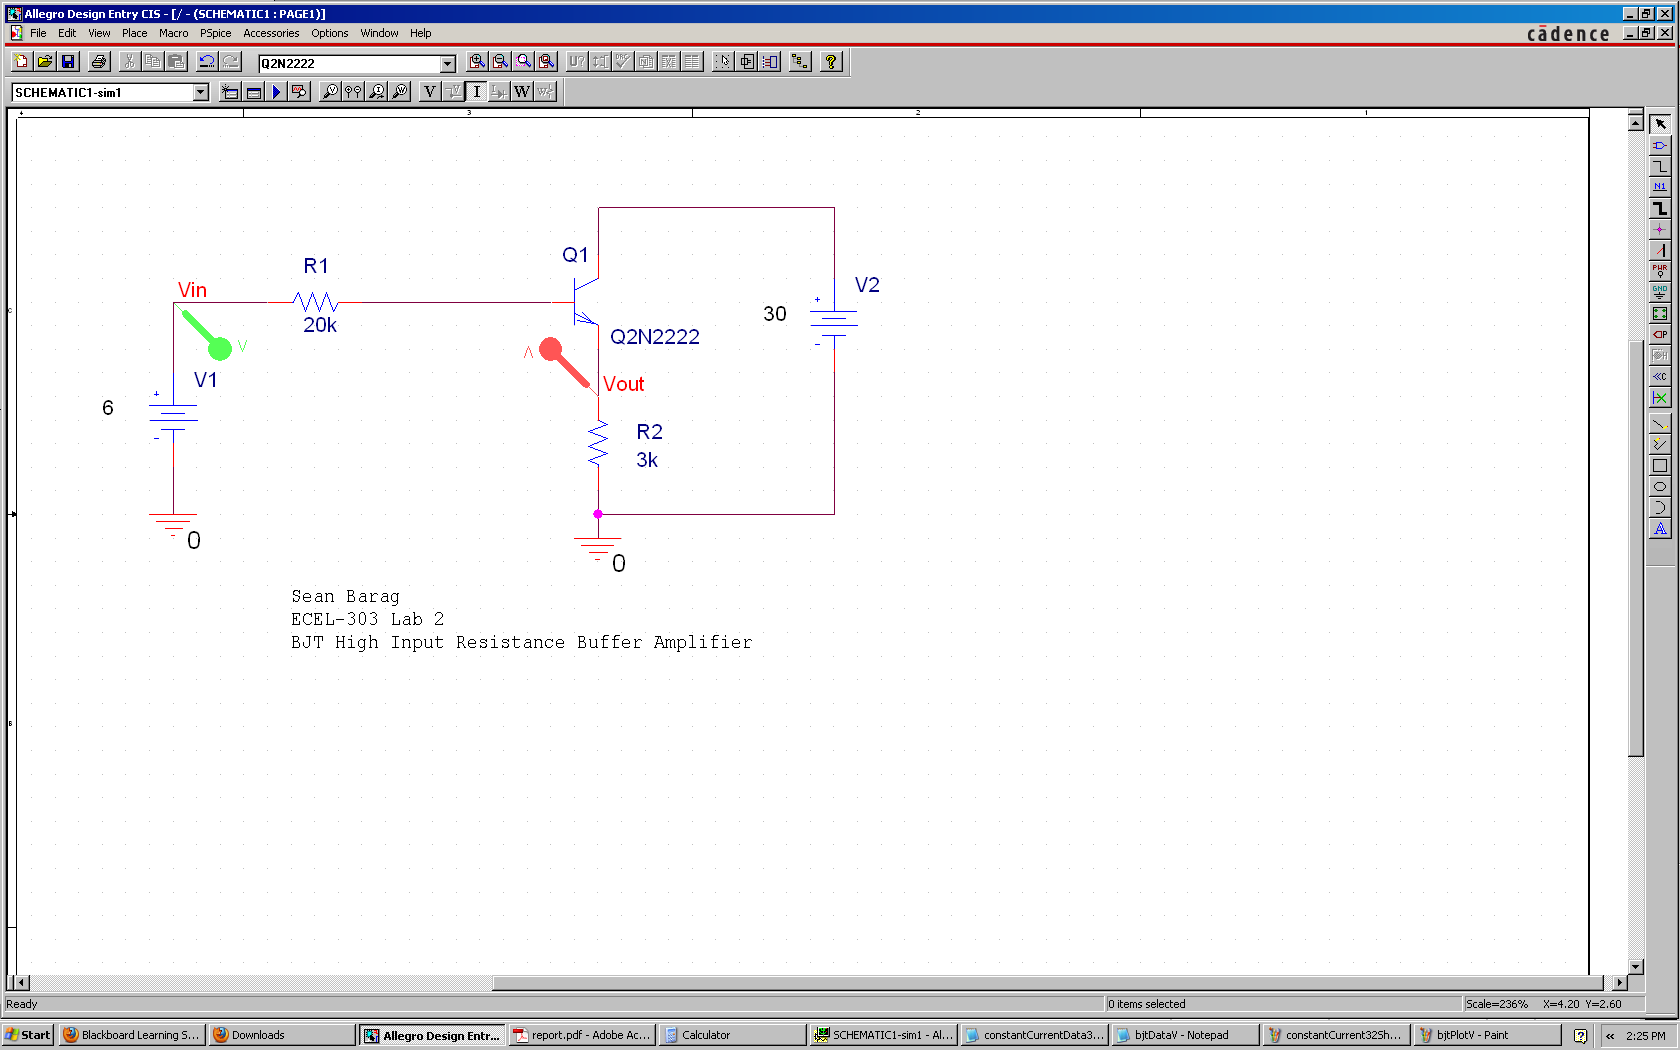 Allegro Design Entry CIS - [/ - (SCHEMATIC1 : PAGE1)]
File Edit View Place Macro PSpice Accessories Options Window Help
cādence
Q2N2222
SCHEMATIC1-sim1
V I W
3 2 1
R1
20k
Vin
V
V1
6
+
-
0
Q1
Q2N2222
Vout
R2
3k
0
V2
30
+
-
Sean Barag
ECEL-303 Lab 2
BJT High Input Resistance Buffer Amplifier
N1
PWR
GND
Ready
0 items selected
Scale=236% X=4.20 Y=2.60
Start
Blackboard Learning S...
Downloads
Allegro Design Entr...
report.pdf - Adobe Ac...
Calculator
SCHEMATIC1-sim1 - Al...
constantCurrentData3...
bjtDataV - Notepad
constantCurrent32Sh...
bjtPlotV - Paint
2:25 PM